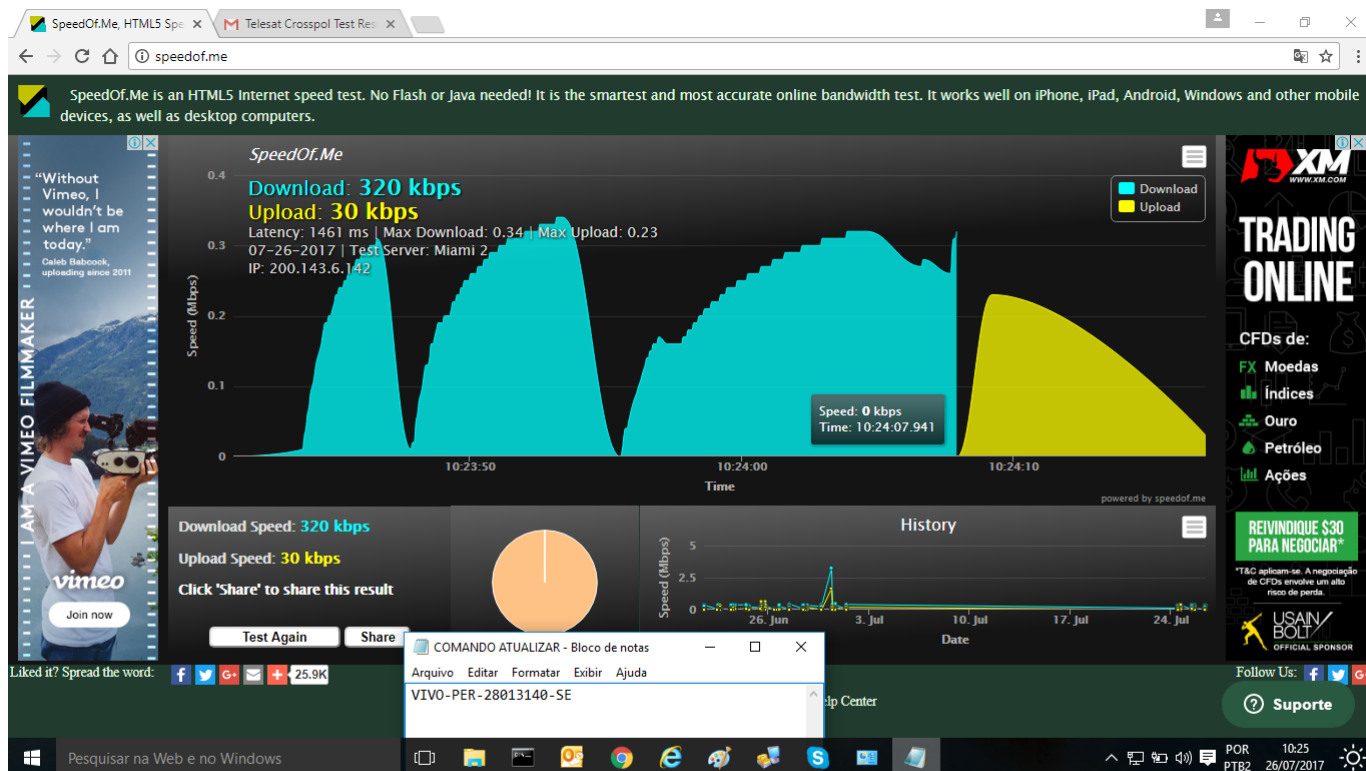 SpeedOf.Me, HTML5 Spe
Telesat Crosspol Test Res
speedof.me
SpeedOf.Me is an HTML5 Internet speed test. No Flash or Java needed! It is the smartest and most accurate online bandwidth test. It works well on iPhone, iPad, Android, Windows and other mobile
devices, as well as desktop computers.
“Without
Vimeo, I
wouldn’t be
where I am
today.”
Caleb Babcock,
uploading since 2011
I AM A VIMEO FILMMAKER
vimeo
Join now
SpeedOf.Me
Download: 320 kbps
Upload: 30 kbps
Latency: 1461 ms | Max Download: 0.34 | Max Upload: 0.23
07-26-2017 | Test Server: Miami 2
IP: 200.143.6.142
Download
Upload
Speed (Mbps)
0.4
0.3
0.2
0.1
0
Speed: 0 kbps
Time: 10:24:07.941
10:23:50
10:24:00
10:24:10
Time
powered by speedof.me
XM
WWW.XM.COM
TRADING
ONLINE
CFDs de:
FX Moedas
Índices
Ouro
Petróleo
Ações
REIVINDIQUE $30
PARA NEGOCIAR*
*T&C aplicam-se. A negociação
de CFDs envolve um alto
risco de perda.
USAIN
BOLT
OFFICIAL SPONSOR
Download Speed: 320 kbps
Upload Speed: 30 kbps
Click 'Share' to share this result
Test Again
Share
History
Speed (Mbps)
5
2.5
0
26. Jun
3. Jul
10. Jul
17. Jul
24. Jul
Date
Liked it? Spread the word:
25.9K
Follow Us:
COMANDO ATUALIZAR - Bloco de notas
Arquivo Editar Formatar Exibir Ajuda
VIVO-PER-28013140-SE
lp Center
Suporte
Pesquisar na Web e no Windows
POR
PTB2
10:25
26/07/2017